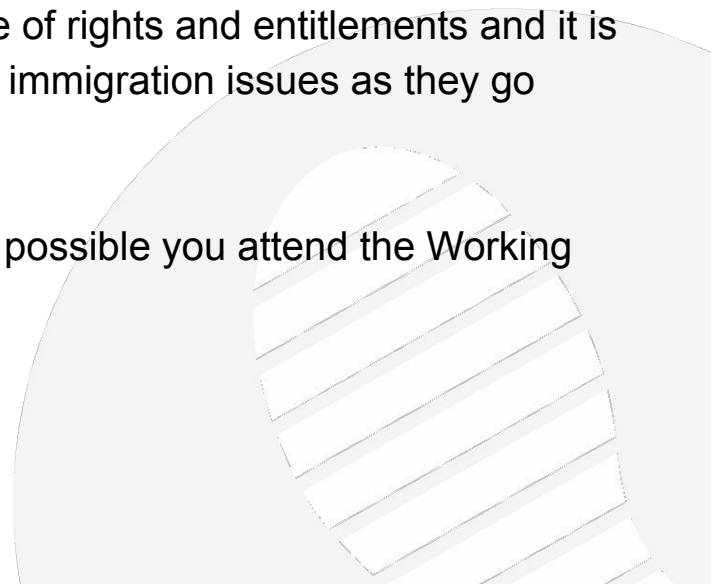 e of rights and entitlements and it is
immigration issues as they go
possible you attend the Working